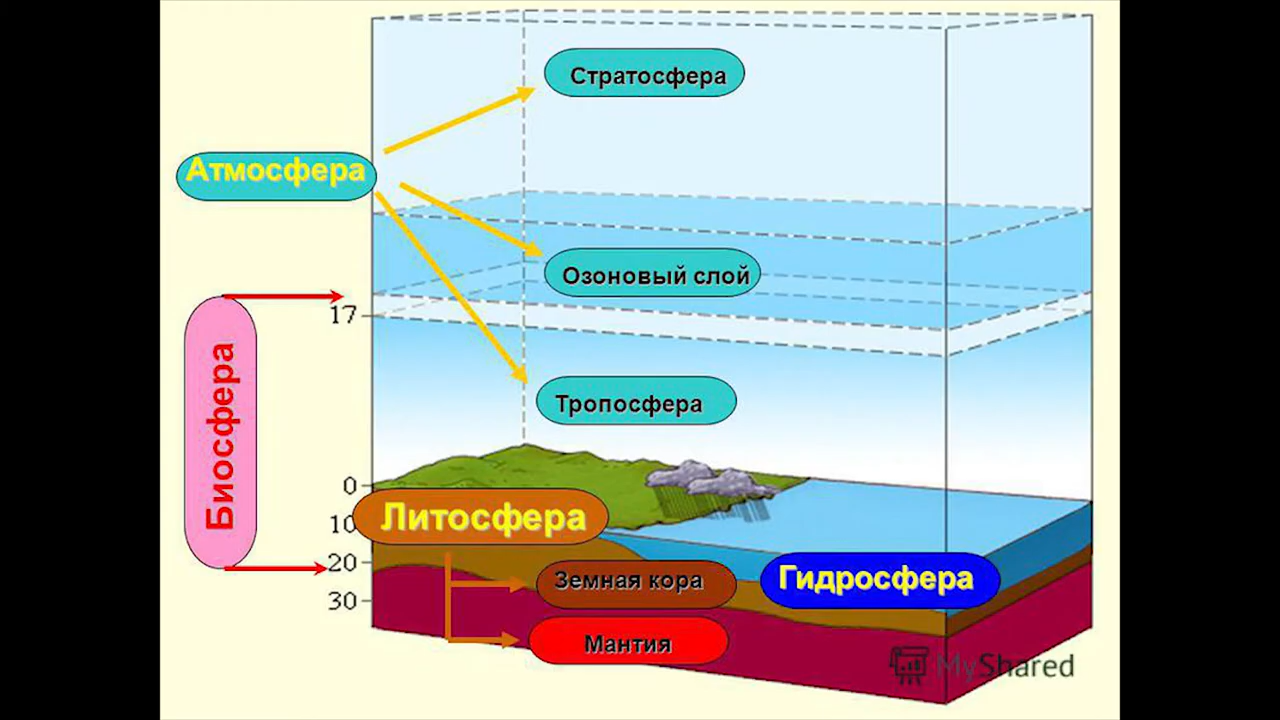 Стратосфера
Атмосфера
Озоновый слой
17
Биосфера
Тропосфера
0
Литосфера
10
20
Земная кора
Гидросфера
30
Мантия
MyShared